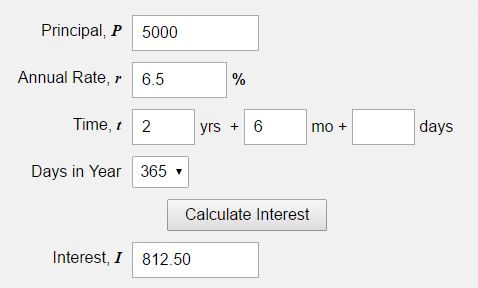 Principal, P 5000
Annual Rate, r 6.5 %
Time, t 2 yrs + 6 mo + days
Days in Year 365
Calculate Interest
Interest, I 812.50